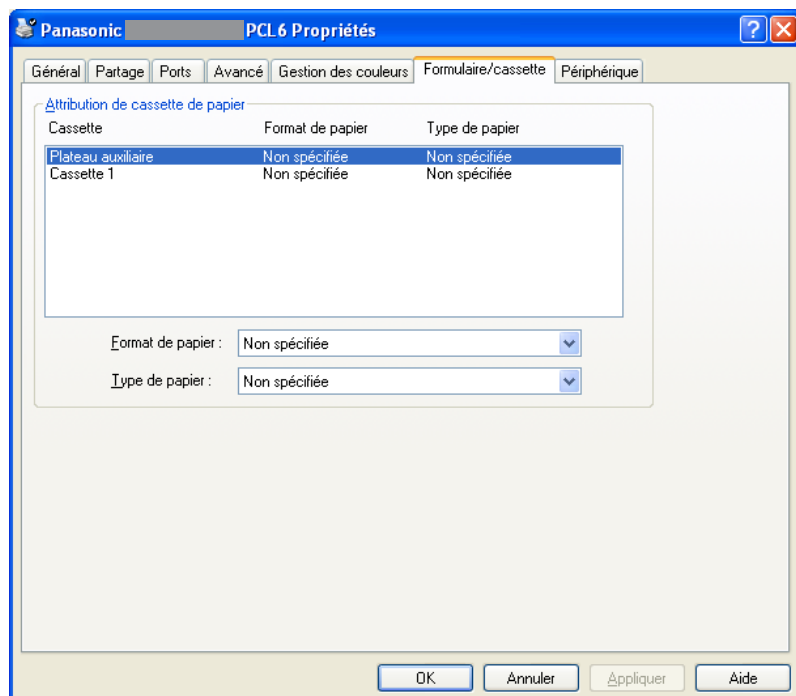 Panasonic PCL6 Propriétés
Général Partage Ports Avancé Gestion des couleurs Formulaire/cassette Périphérique
Attribution de cassette de papier
Cassette Format de papier Type de papier
Plateau auxiliaire Non spécifiée Non spécifiée
Cassette 1 Non spécifiée Non spécifiée
Format de papier : Non spécifiée
Type de papier : Non spécifiée
OK Annuler Appliquer Aide